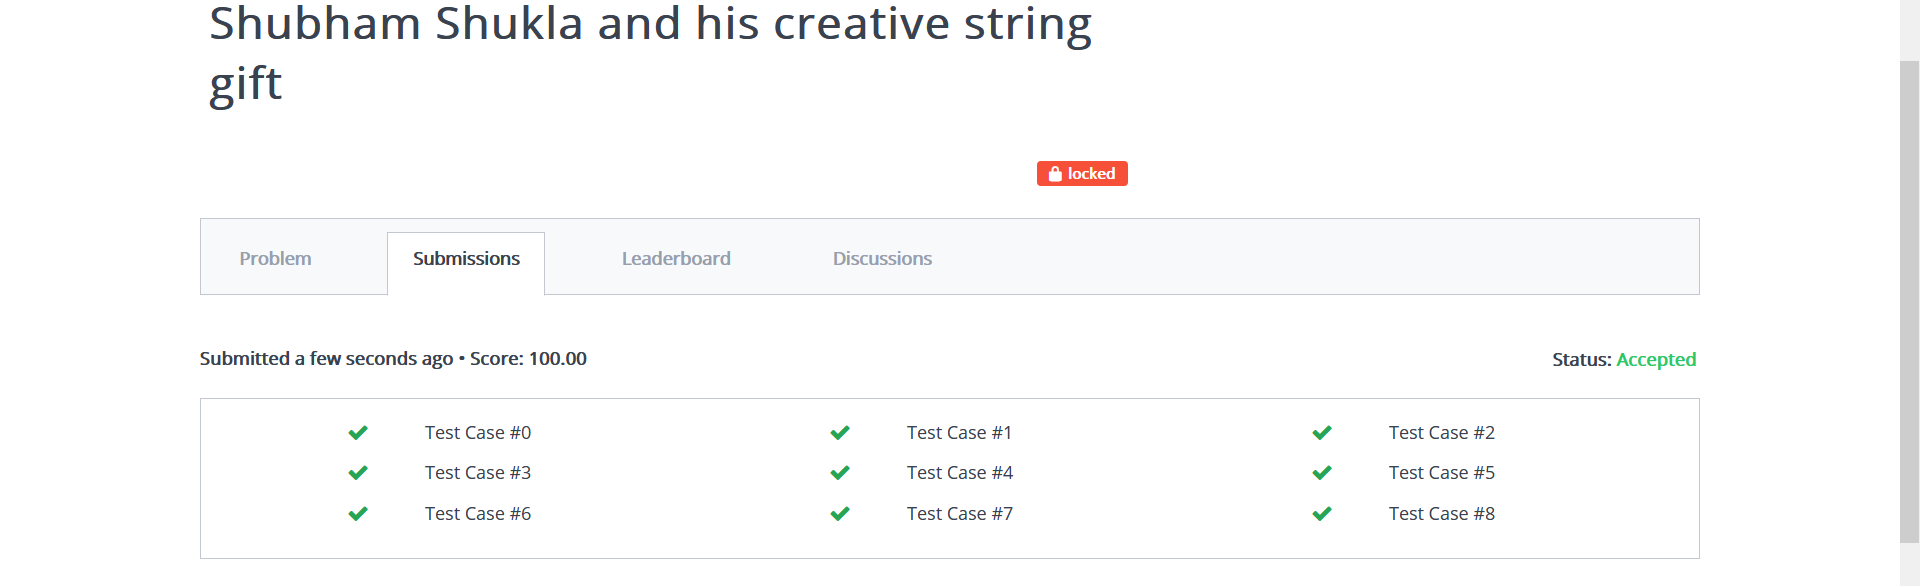 Shubham Shukla and his creative string
gift
locked
Problem Submissions Leaderboard Discussions
Submitted a few seconds ago • Score: 100.00 Status: Accepted
Test Case #0 Test Case #1 Test Case #2
Test Case #3 Test Case #4 Test Case #5
Test Case #6 Test Case #7 Test Case #8